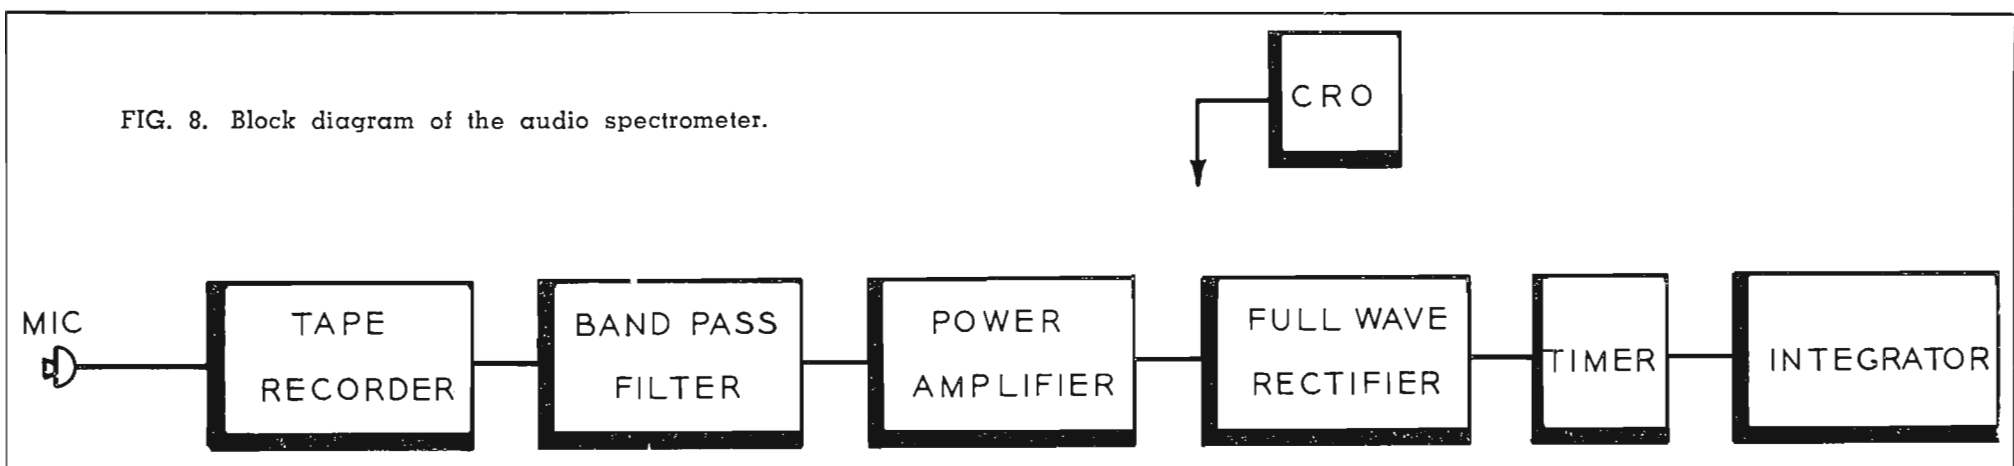 CRO
FIG. 8. Block diagram of the audio spectrometer.
MIC
TAPE
RECORDER
BAND PASS
FILTER
POWER
AMPLIFIER
FULL WAVE
RECTIFIER
TIMER
INTEGRATOR